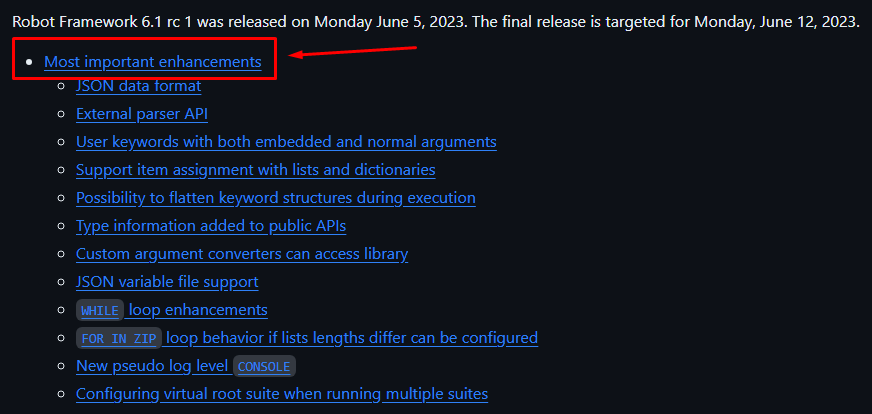 Robot Framework 6.1 rc 1 was released on Monday June 5, 2023. The final release is targeted for Monday, June 12, 2023.
Most important enhancements
JSON data format
External parser API
User keywords with both embedded and normal arguments
Support item assignment with lists and dictionaries
Possibility to flatten keyword structures during execution
Type information added to public APIs
Custom argument converters can access library
JSON variable file support
WHILE loop enhancements
FOR IN ZIP loop behavior if lists lengths differ can be configured
New pseudo log level CONSOLE
Configuring virtual root suite when running multiple suites